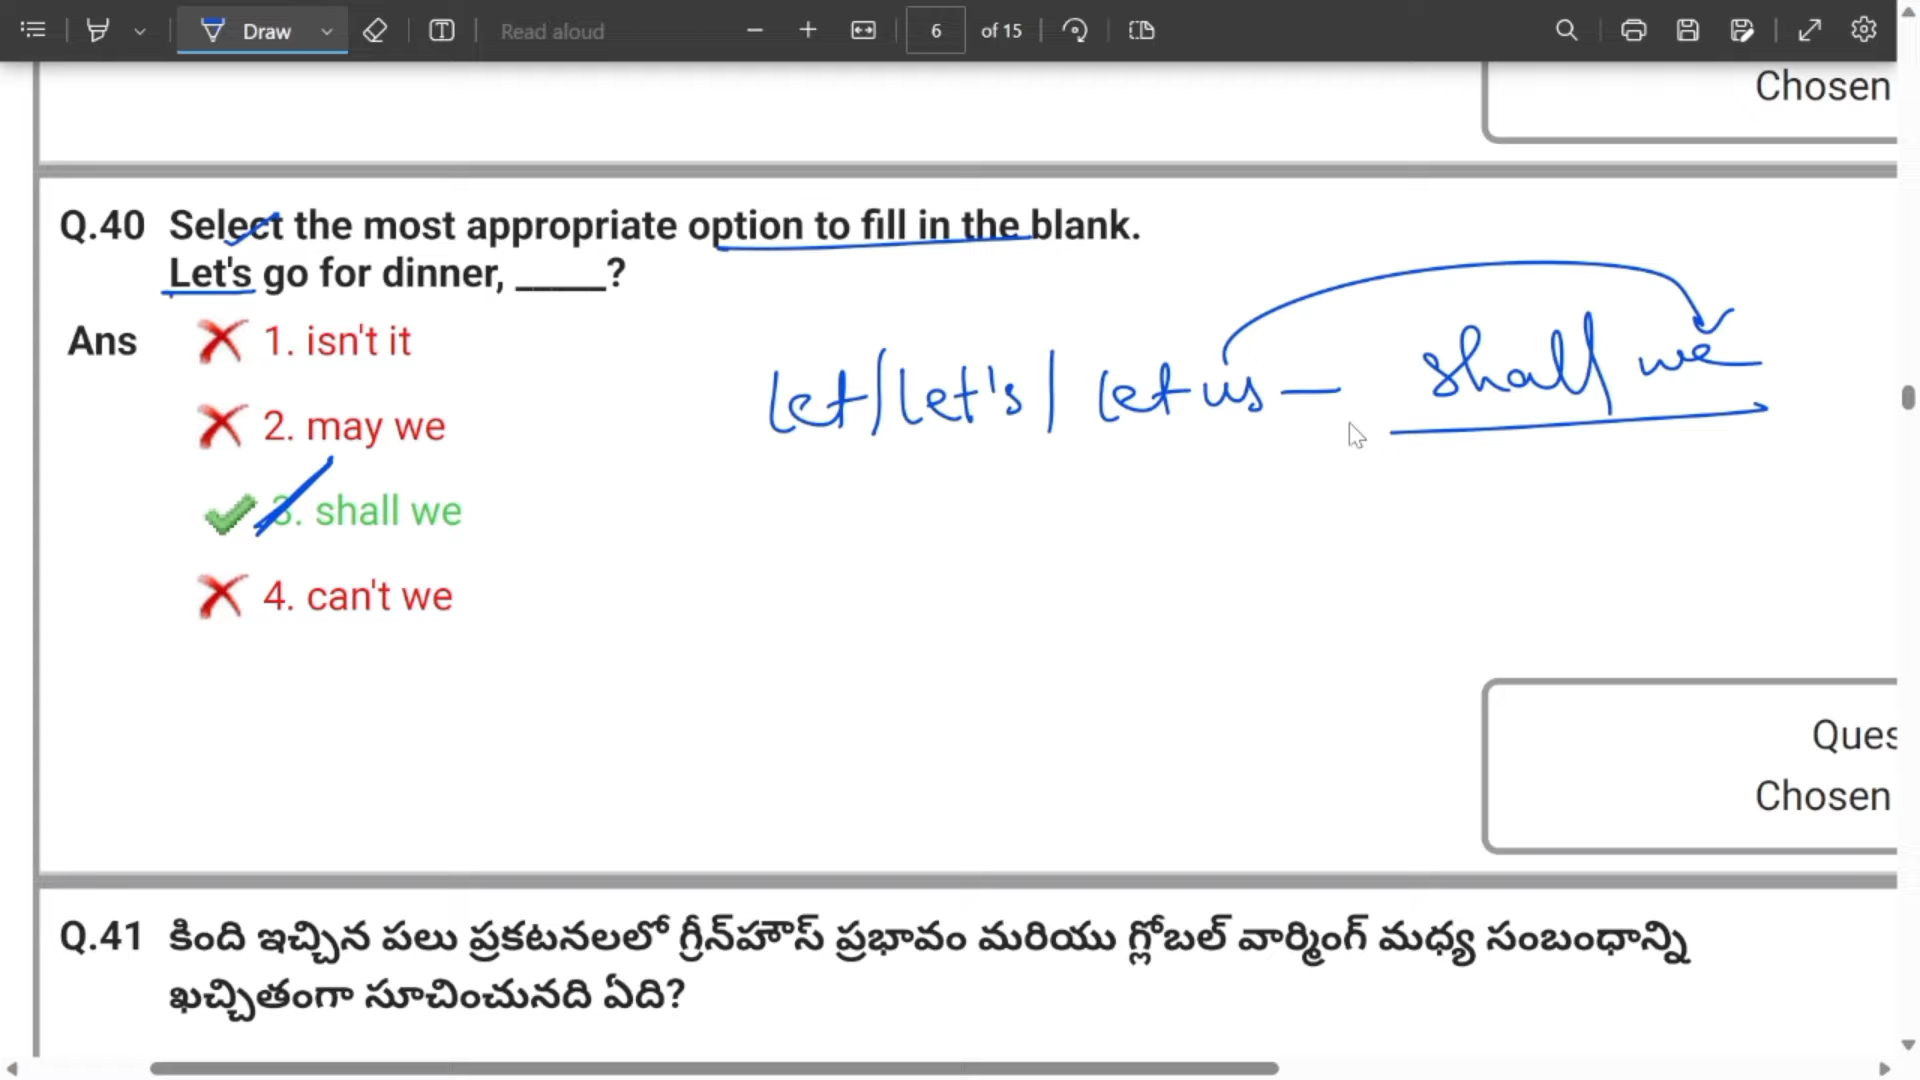 Draw
Read aloud
6 of 15
Chosen
Q.40 Select the most appropriate option to fill in the blank.
Let's go for dinner, _____?
Ans
1. isn't it
2. may we
3. shall we
4. can't we
let/let's/ let us — shall we
Ques
Chosen
Q.41 కింది ఇచ్చిన పలు ప్రకటనలలో గ్రీన్‌హౌస్ ప్రభావం మరియు గ్లోబల్ వార్మింగ్ మధ్య సంబంధాన్ని
ఖచ్చితంగా సూచించునది ఏది?